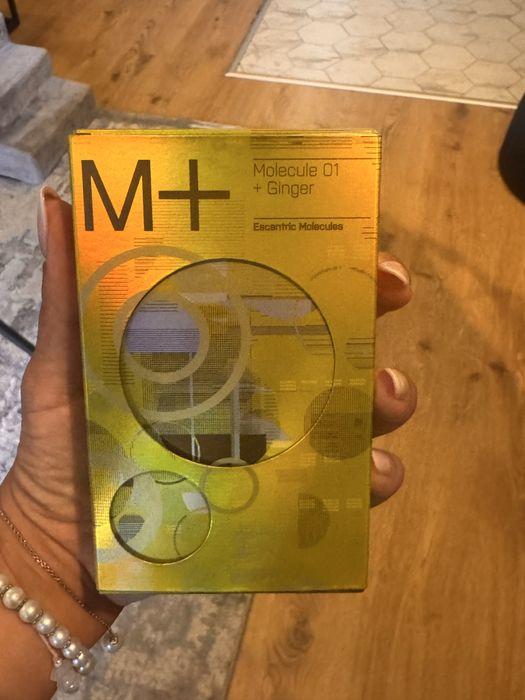 M+
Molecule 01
+ Ginger
Escentric Molecules